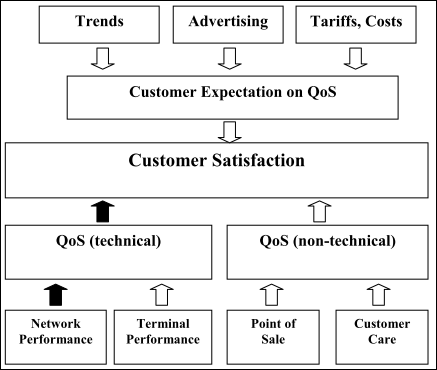 Trends
Advertising
Tariffs, Costs
Customer Expectation on QoS
Customer Satisfaction
QoS (technical)
QoS (non-technical)
Network
Performance
Terminal
Performance
Point of
Sale
Customer
Care